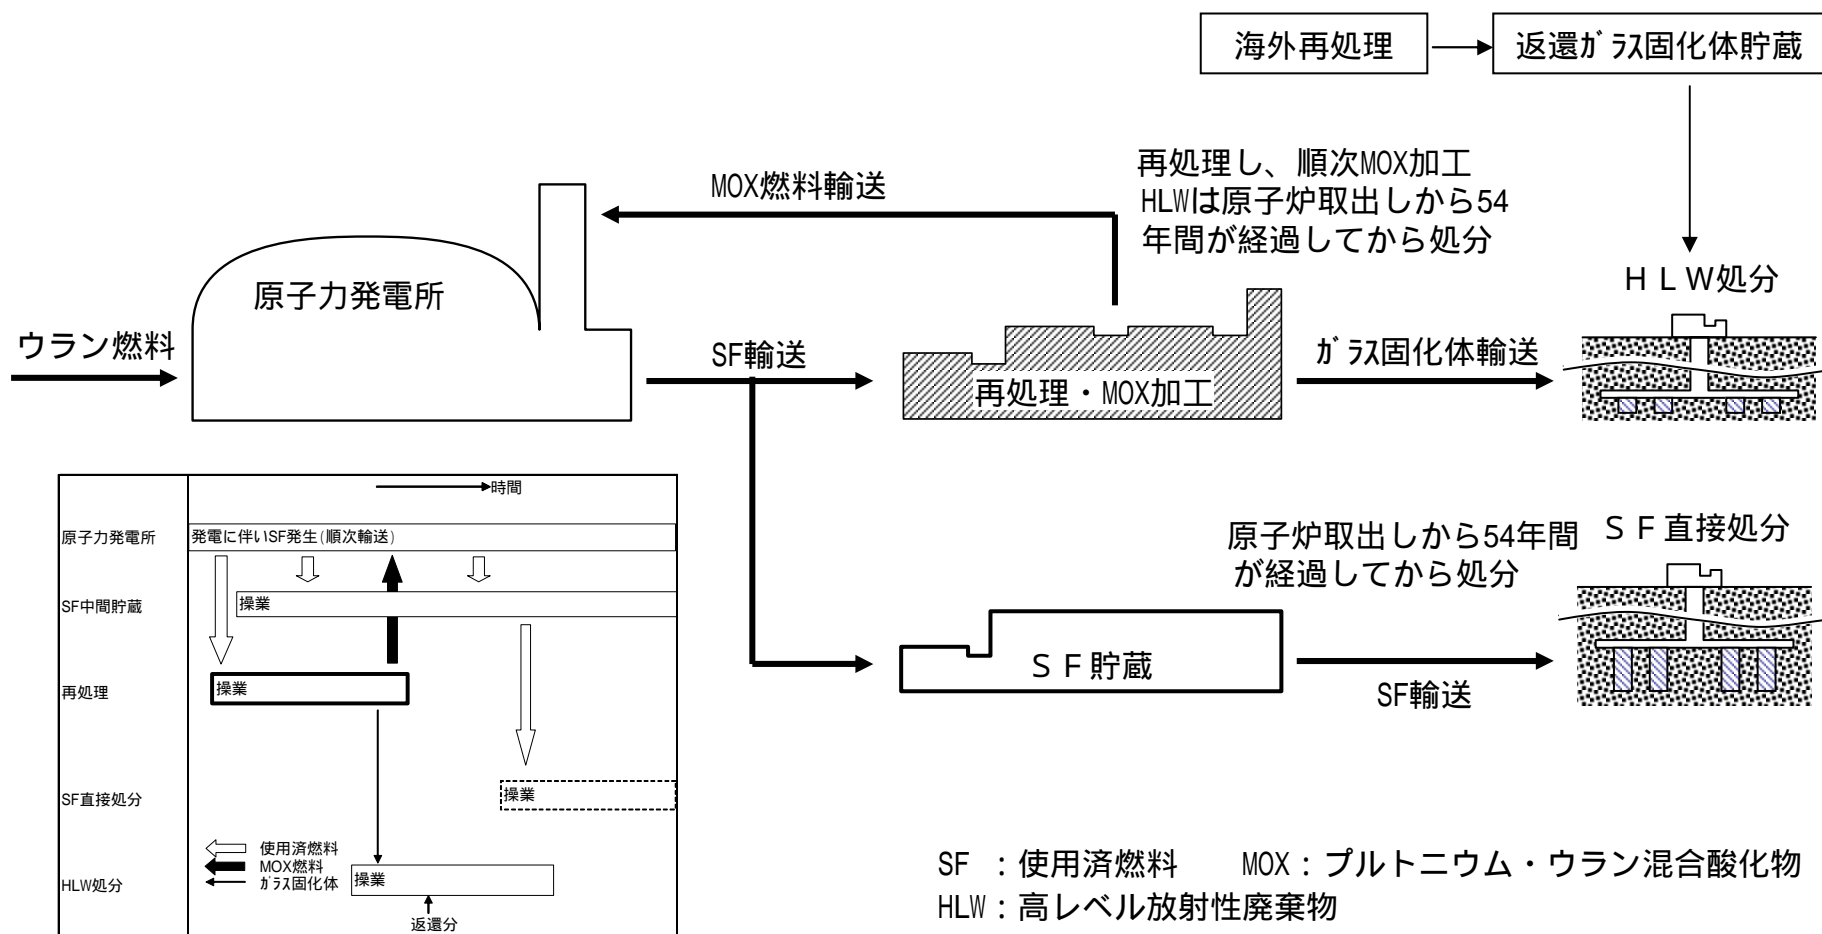 海外再処理
返還ガラス固化体貯蔵
再処理し、順次MOX加工
HLWは原子炉取出しから54
年間が経過してから処分
MOX燃料輸送
原子力発電所
ＨＬＷ処分
ウラン燃料
SF輸送
ガラス固化体輸送
再処理・MOX加工
時間
原子力発電所
発電に伴いSF発生(順次輸送)
SF中間貯蔵
操業
再処理
操業
SF直接処分
操業
使用済燃料
MOX燃料
ガラス固化体
HLW処分
操業
返還分
原子炉取出しから54年間
が経過してから処分
ＳＦ直接処分
ＳＦ貯蔵
SF輸送
SF ：使用済燃料 MOX：プルトニウム・ウラン混合酸化物
HLW：高レベル放射性廃棄物